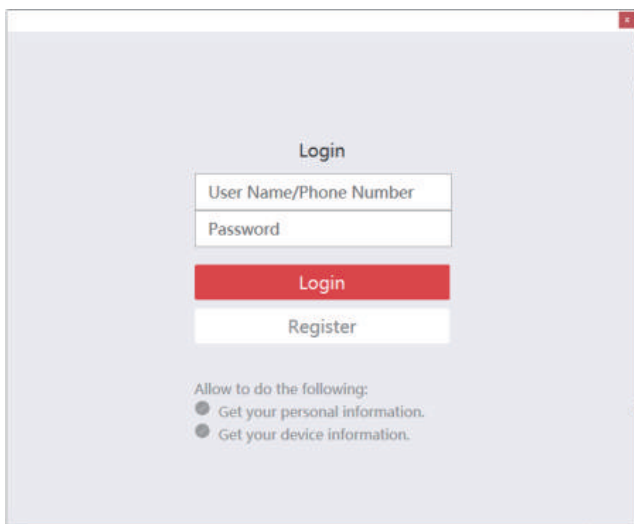 Login
User Name/Phone Number
Password
Login
Register
Allow to do the following:
Get your personal information.
Get your device information.